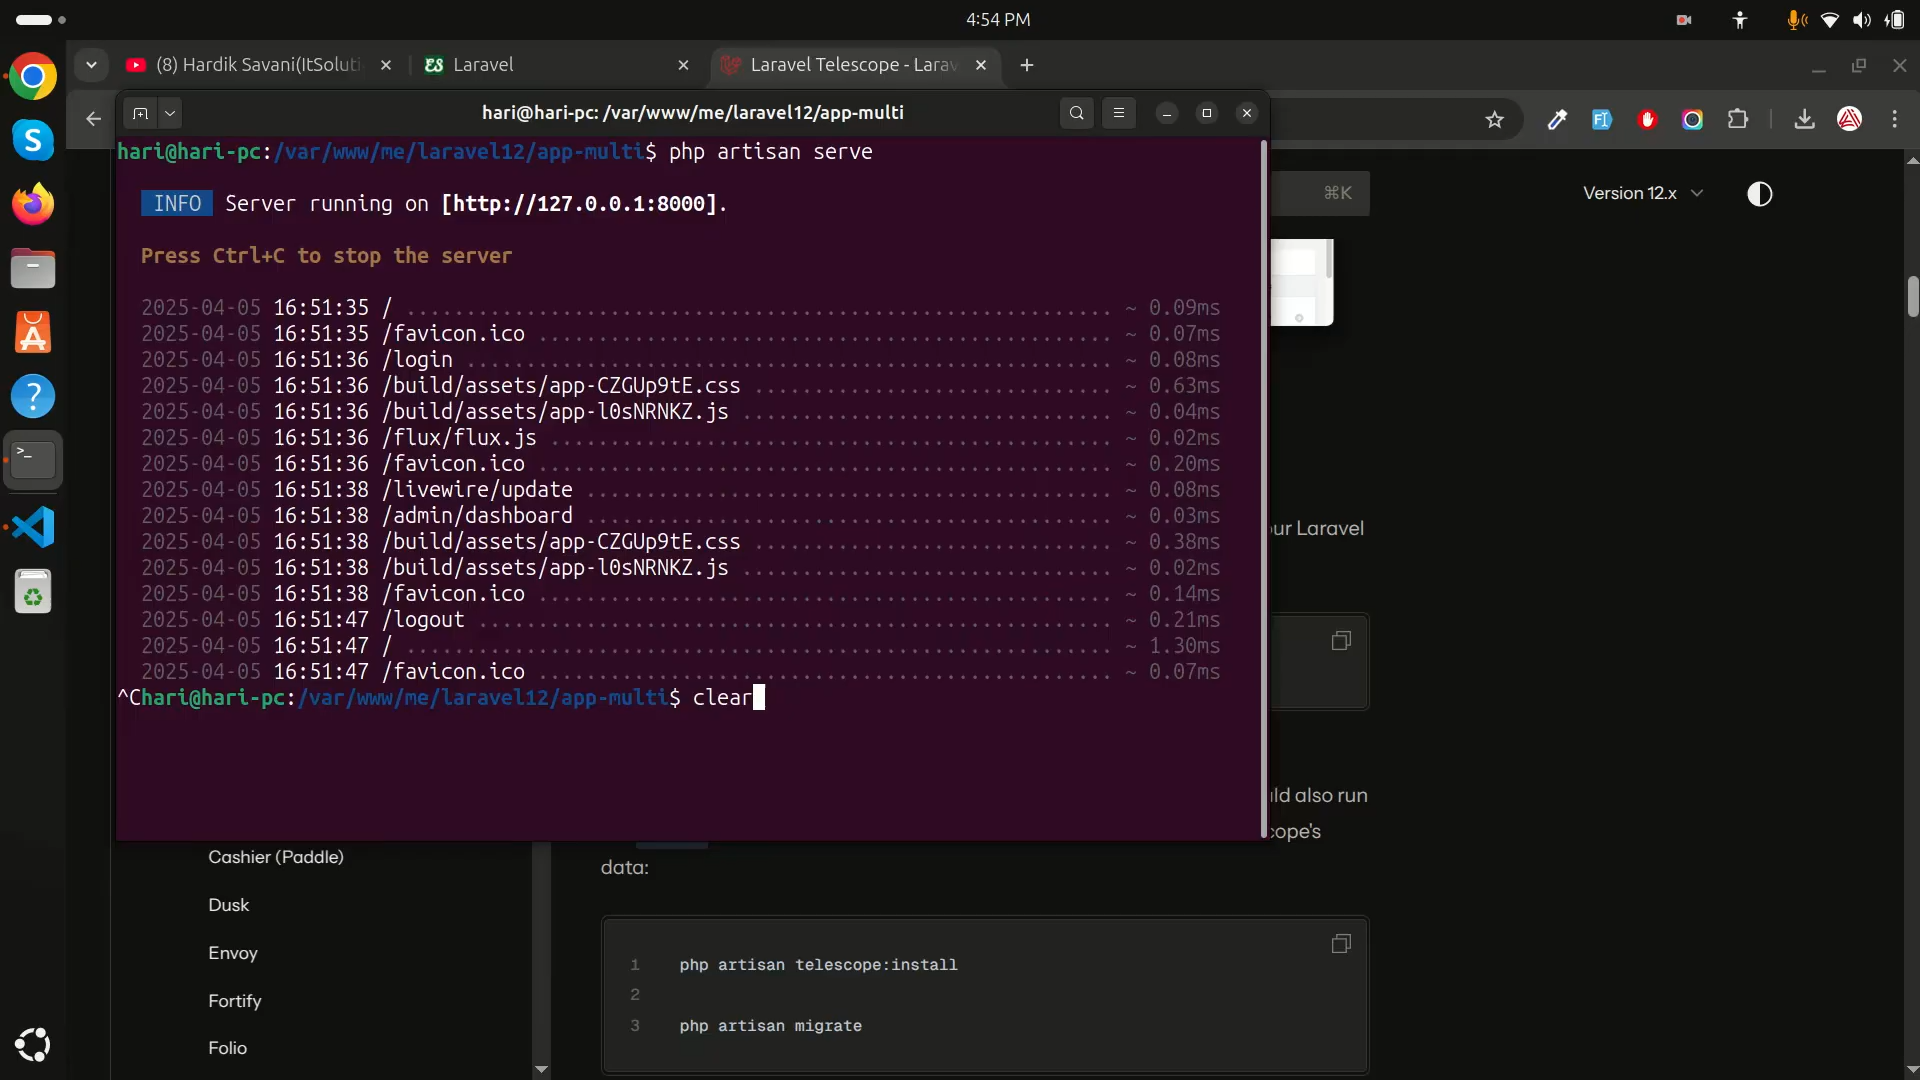 4:54 PM
(8) Hardik Savani(ItSoluti
Laravel
Laravel Telescope - Larav
hari@hari-pc: /var/www/me/laravel12/app-multi
hari@hari-pc:/var/www/me/laravel12/app-multi$ php artisan serve
INFO Server running on [http://127.0.0.1:8000].
Press Ctrl+C to stop the server
2025-04-05 16:51:35 / ........................................................... ~ 0.09ms
2025-04-05 16:51:35 /favicon.ico ................................................ ~ 0.07ms
2025-04-05 16:51:36 /login ...................................................... ~ 0.08ms
2025-04-05 16:51:36 /build/assets/app-CZGUp9tE.css .............................. ~ 0.63ms
2025-04-05 16:51:36 /build/assets/app-l0sNRNKZ.js ............................... ~ 0.04ms
2025-04-05 16:51:36 /flux/flux.js ............................................... ~ 0.02ms
2025-04-05 16:51:36 /favicon.ico ................................................ ~ 0.20ms
2025-04-05 16:51:38 /livewire/update ............................................ ~ 0.08ms
2025-04-05 16:51:38 /admin/dashboard ............................................ ~ 0.03ms
2025-04-05 16:51:38 /build/assets/app-CZGUp9tE.css .............................. ~ 0.38ms
2025-04-05 16:51:38 /build/assets/app-l0sNRNKZ.js ............................... ~ 0.02ms
2025-04-05 16:51:38 /favicon.ico ................................................ ~ 0.14ms
2025-04-05 16:51:47 /logout ..................................................... ~ 0.21ms
2025-04-05 16:51:47 / ........................................................... ~ 1.30ms
2025-04-05 16:51:47 /favicon.ico ................................................ ~ 0.07ms
^Chari@hari-pc:/var/www/me/laravel12/app-multi$ clear
⌘K
Version 12.x
ur Laravel
ld also run
cope's
data:
Cashier (Paddle)
Dusk
Envoy
Fortify
Folio
1 php artisan telescope:install
2
3 php artisan migrate